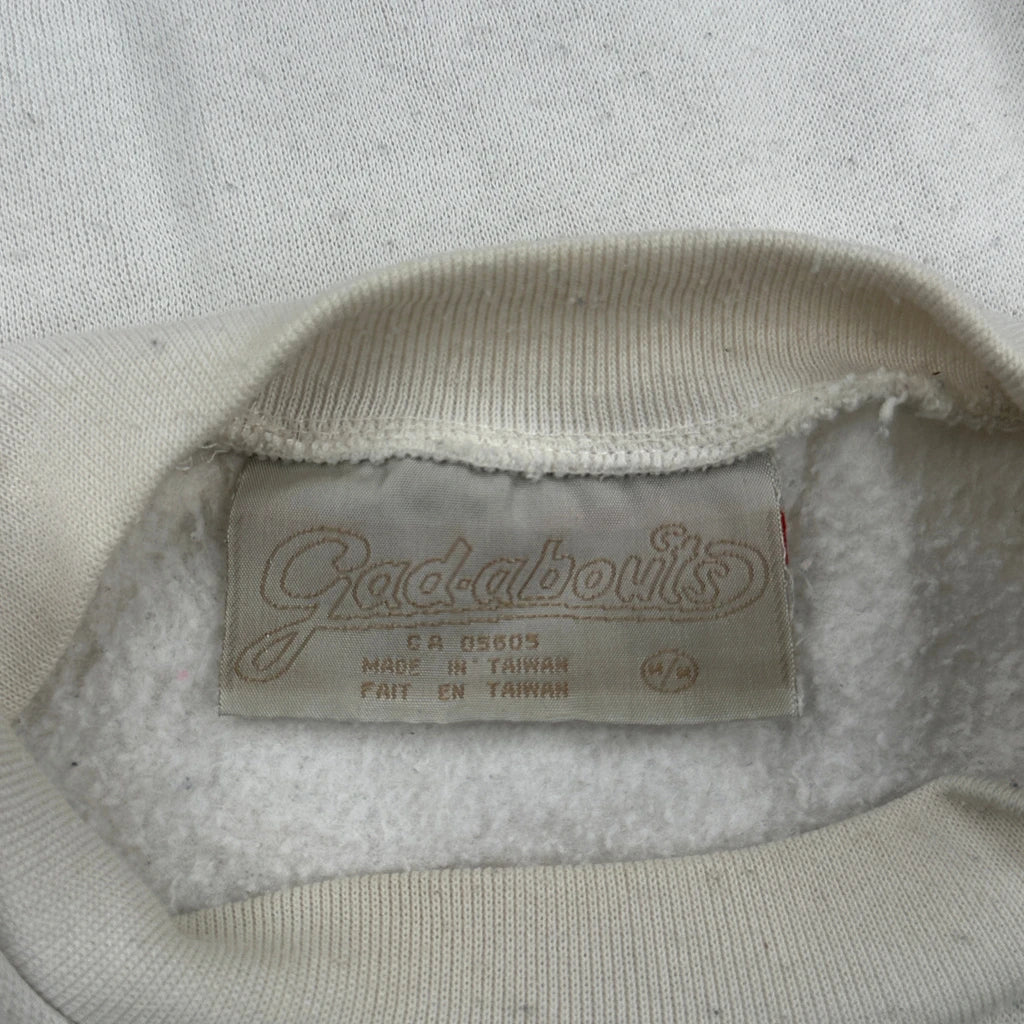 Gad-abouts
CA 05605
MADE IN TAIWAN
FAIT EN TAIWAN
M/M